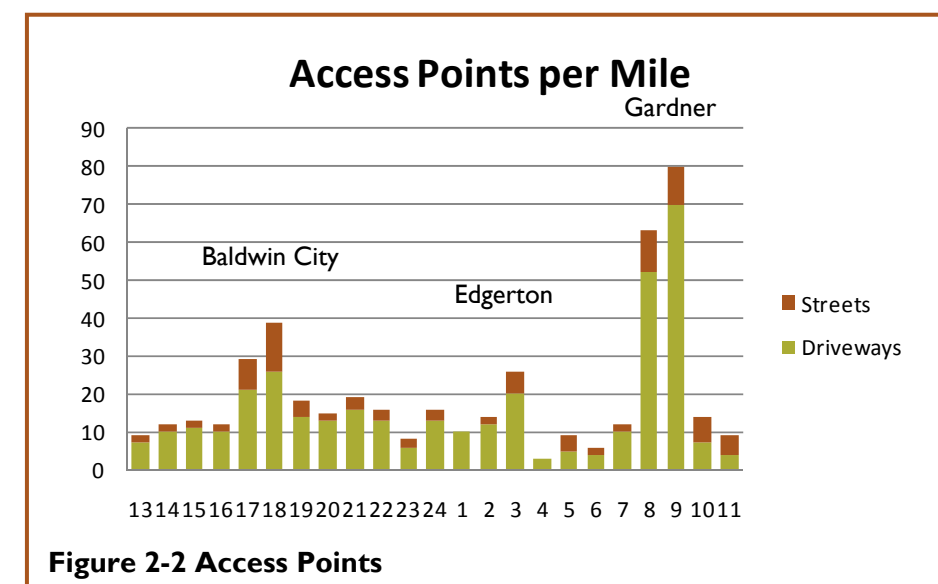 Access Points per Mile
Gardner
90
80
70
60
Baldwin City
50
Edgerton
40
30
20
10
0
Streets
Driveways
13 14 15 16 17 18 19 20 21 22 23 24 1 2 3 4 5 6 7 8 9 10 11
Figure 2-2 Access Points